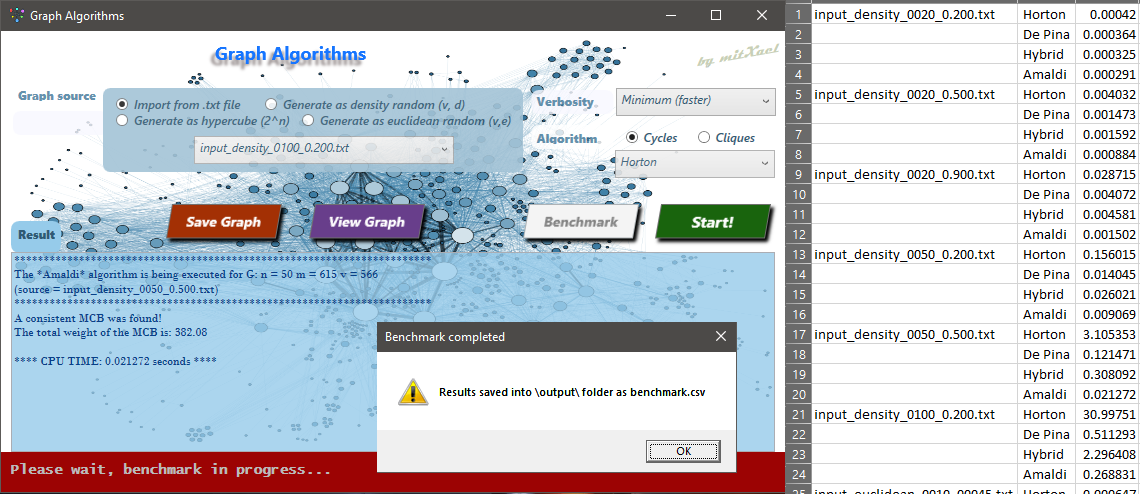 Graph Algorithms
Graph Algorithms
by mitXael
Graph source
Import from .txt file
Generate as density random (v, d)
Generate as hypercube (2^n)
Generate as euclidean random (v,e)
input_density_0100_0.200.txt
Verbosity
Minimum (faster)
Algorithm
Cycles
Cliques
Horton
Save Graph
View Graph
Benchmark
Start!
Result
****************************************************************************
The *Amaldi* algorithm is being executed for G: n = 50 m = 615 v = 566
(source = input_density_0050_0.500.txt)
****************************************************************************
A consistent MCB was found!
The total weight of the MCB is: 382.08
**** CPU TIME: 0.021272 seconds ****
Benchmark completed
Results saved into \output\ folder as benchmark.csv
OK
Please wait, benchmark in progress...
1 input_density_0020_0.200.txt Horton 0.00042
2 De Pina 0.000364
3 Hybrid 0.000325
4 Amaldi 0.000291
5 input_density_0020_0.500.txt Horton 0.004032
6 De Pina 0.001473
7 Hybrid 0.001592
8 Amaldi 0.000884
9 input_density_0020_0.900.txt Horton 0.028715
10 De Pina 0.004072
11 Hybrid 0.004581
12 Amaldi 0.001502
13 input_density_0050_0.200.txt Horton 0.156015
14 De Pina 0.014045
15 Hybrid 0.026021
16 Amaldi 0.009069
17 input_density_0050_0.500.txt Horton 3.105353
18 De Pina 0.121471
19 Hybrid 0.308092
20 Amaldi 0.021272
21 input_density_0100_0.200.txt Horton 30.99751
22 De Pina 0.511293
23 Hybrid 2.296408
24 Amaldi 0.268831
25 input_euclidean_0010_00045.txt Horton 0.000647